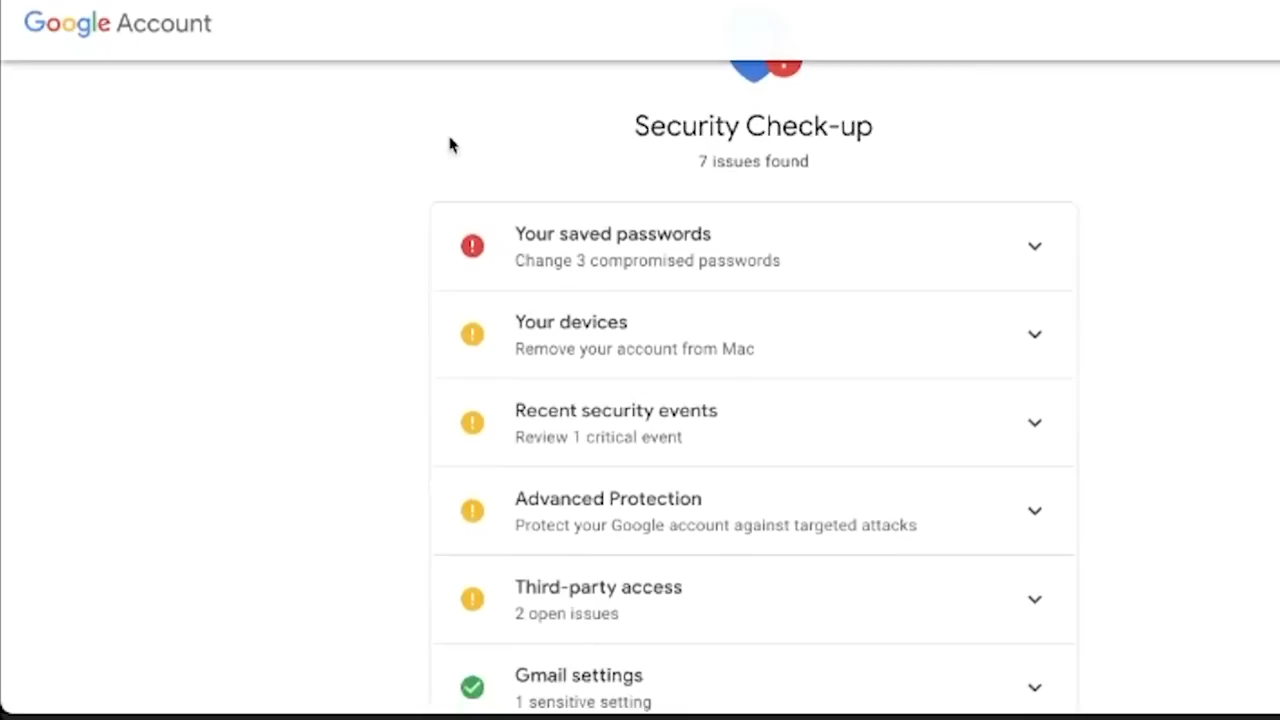 Google Account
Security Check-up
7 issues found
Your saved passwords
Change 3 compromised passwords
Your devices
Remove your account from Mac
Recent security events
Review 1 critical event
Advanced Protection
Protect your Google account against targeted attacks
Third-party access
2 open issues
Gmail settings
1 sensitive setting